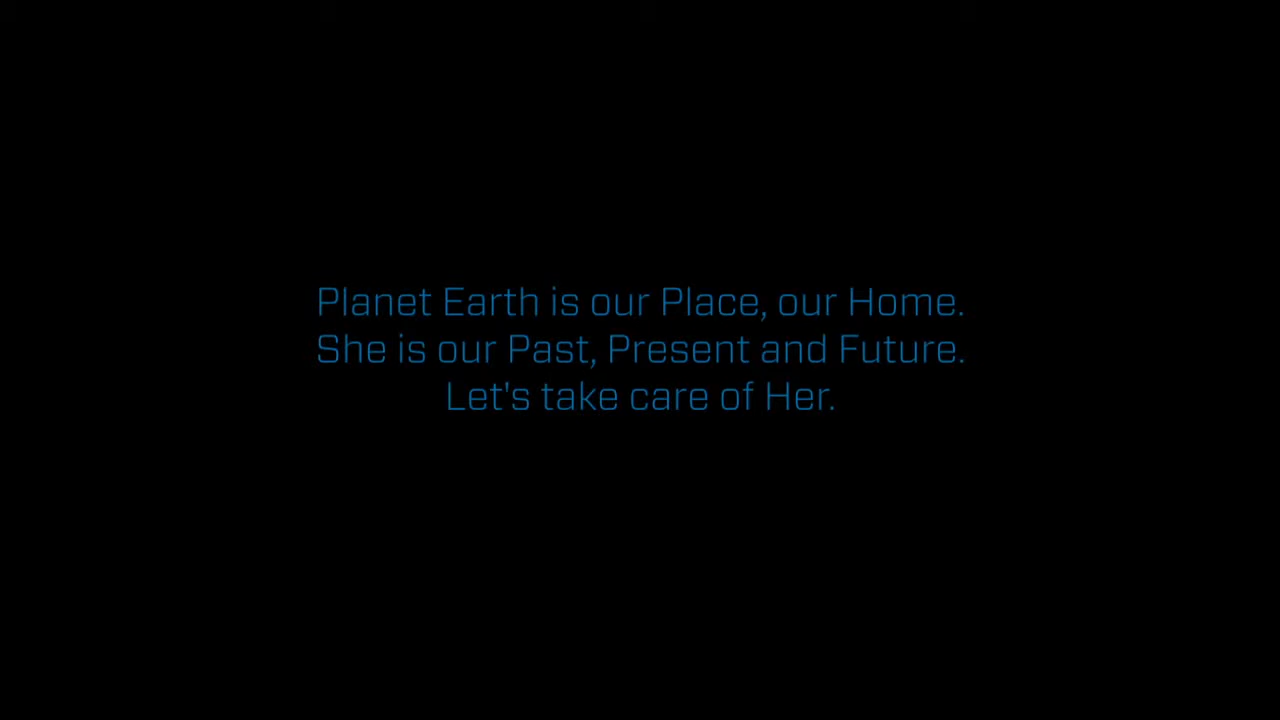 Planet Earth is our Place, our Home.
She is our Past, Present and Future.
Let's take care of Her.